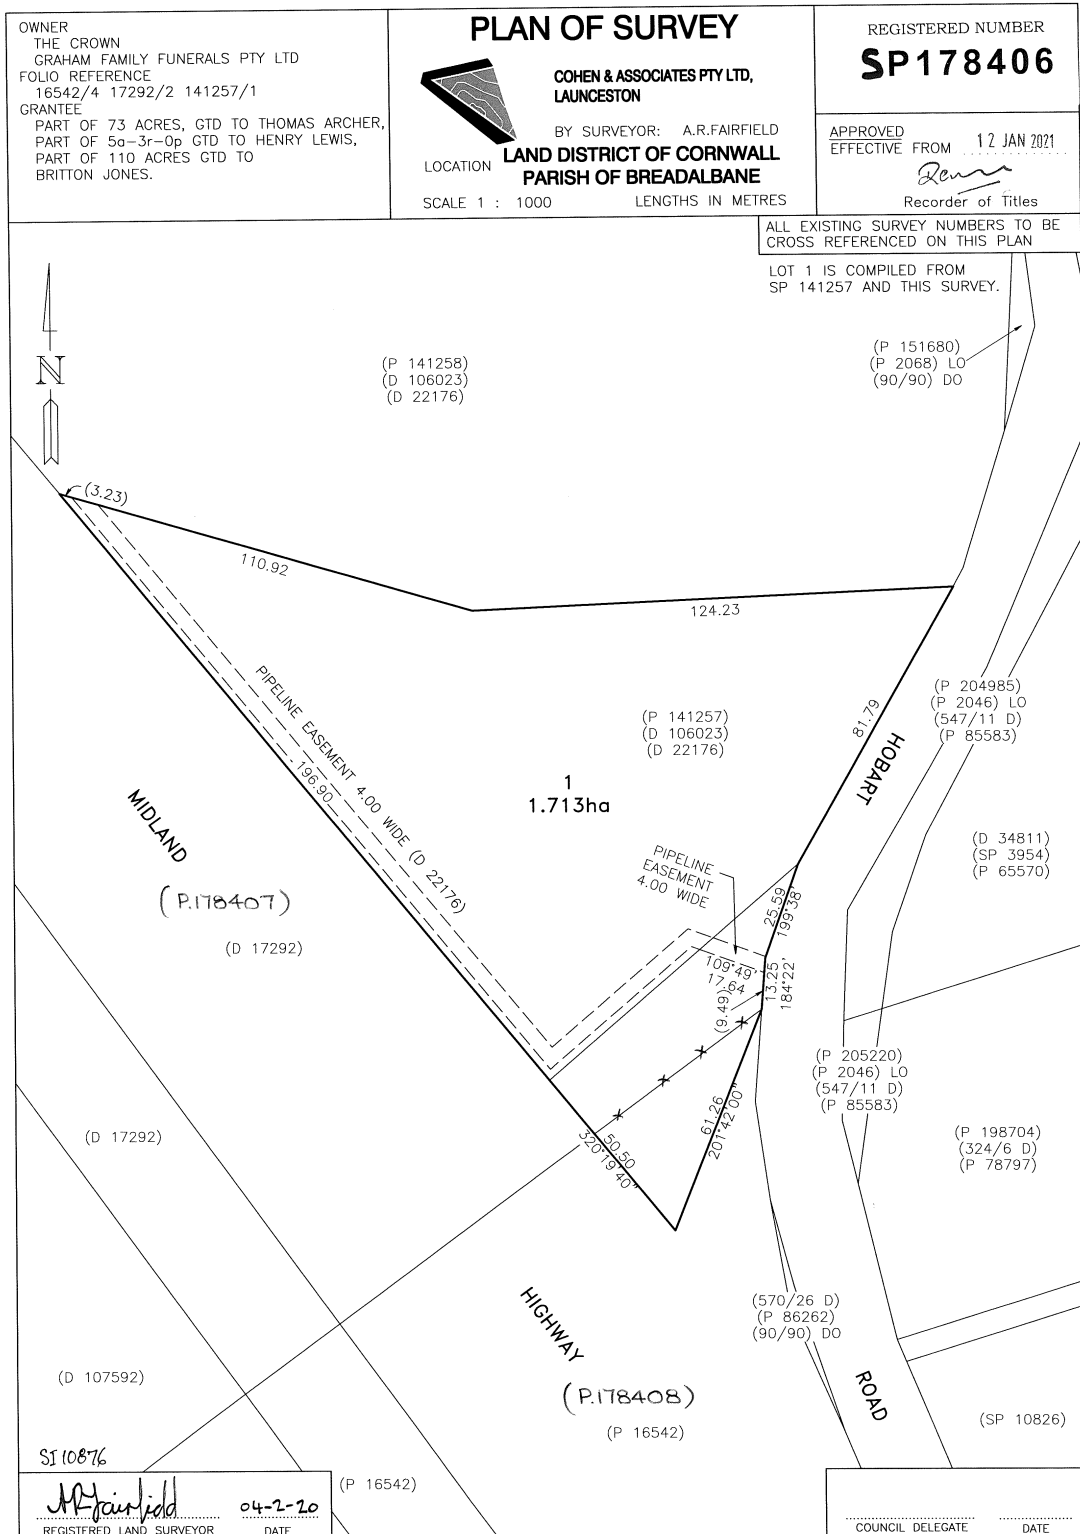 OWNER
THE CROWN
GRAHAM FAMILY FUNERALS PTY LTD
FOLIO REFERENCE
16542/4 17292/2 141257/1
GRANTEE
PART OF 73 ACRES, GTD TO THOMAS ARCHER,
PART OF 5a-3r-0p GTD TO HENRY LEWIS,
PART OF 110 ACRES GTD TO
BRITTON JONES.
PLAN OF SURVEY
COHEN & ASSOCIATES PTY LTD,
LAUNCESTON
BY SURVEYOR: A.R.FAIRFIELD
LOCATION
LAND DISTRICT OF CORNWALL
PARISH OF BREADALBANE
SCALE 1 : 1000 LENGTHS IN METRES
REGISTERED NUMBER
SP178406
APPROVED
EFFECTIVE FROM 12 JAN 2021
Recorder of Titles
ALL EXISTING SURVEY NUMBERS TO BE
CROSS REFERENCED ON THIS PLAN
LOT 1 IS COMPILED FROM
SP 141257 AND THIS SURVEY.
N
(P 141258)
(D 106023)
(D 22176)
(P 151680)
(P 2068) LO
(90/90) DO
(3.23)
110.92
124.23
PIPELINE EASEMENT 4.00 WIDE (D 22176)
196.90
(P 141257)
(D 106023)
(D 22176)
81.79
HOBART
(P 204985)
(P 2046) LO
(547/11 D)
(P 85583)
1
1.713ha
MIDLAND
(P.178407)
(D 17292)
PIPELINE
EASEMENT
4.00 WIDE
25.59
199°38'
(D 34811)
(SP 3954)
(P 65570)
109°49'
17.64
(9.49)
13.25
184°22'
(P 205220)
(P 2046) LO
(547/11 D)
(P 85583)
61.26
201°42'00"
50.50
320°19'40"
(D 17292)
(P 198704)
(324/6 D)
(P 78797)
HIGHWAY
(P.178408)
(P 16542)
(570/26 D)
(P 86262)
(90/90) DO
ROAD
(D 107592)
(SP 10826)
SI10876
(P 16542)
ARFairfield 04-2-20
REGISTERED LAND SURVEYOR DATE
COUNCIL DELEGATE DATE